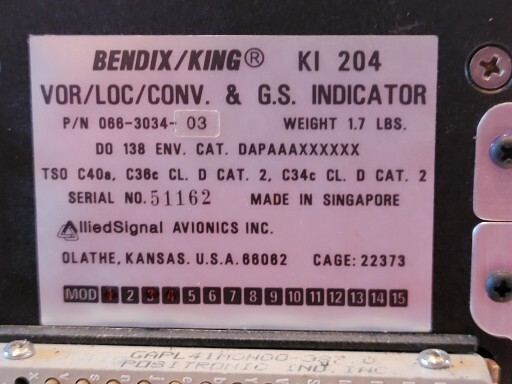 BENDIX/KING® KI 204
VOR/LOC/CONV. & G.S. INDICATOR
P/N 066-3034-03 WEIGHT 1.7 LBS.
DO 138 ENV. CAT. DAPAAAXXXXXX
TSO C40a, C36c CL. D CAT. 2, C34c CL. D CAT. 2
SERIAL NO. 51162 MADE IN SINGAPORE
AlliedSignal AVIONICS INC.
OLATHE, KANSAS. U.S.A. 66062 CAGE: 22373
MOD 1 2 3 4 5 6 7 8 9 10 11 12 13 14 15
POSITRONIC IND INC